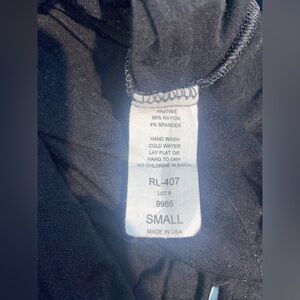 96% RAYON
4% SPANDEX
HAND WASH
COLD WATER
LAY FLAT OR
HANG TO DRY
NO CHLORINE BLEACH
RL-407
Lot #
9966
SMALL
MADE IN USA